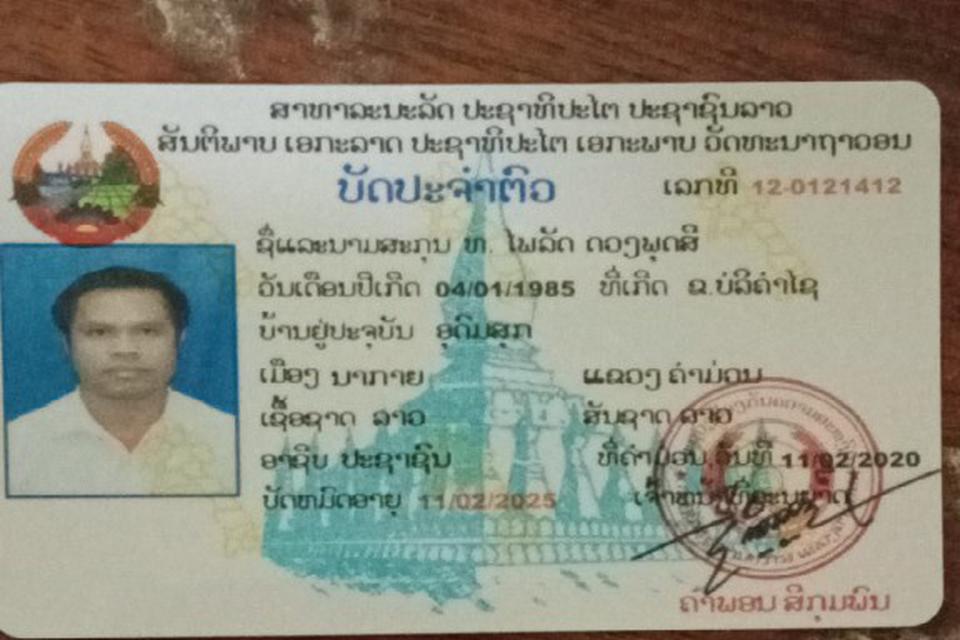 ສາທາລະນະລັດ ປະຊາທິປະໄຕ ປະຊາຊົນລາວ
ສັນຕິພາບ ເອກະລາດ ປະຊາທິປະໄຕ ເອກະພາບ ວັດທະນາຖາວອນ
ບັດປະຈຳຕົວ ເລກທີ 12-0121412
ຊື່ແລະນາມສະກຸນ ທ. ໄພລັດ ດວງພຸດສີ
ວັນເດືອນປີເກີດ 04/01/1985 ທີ່ເກີດ ຂ.ບໍລິຄຳໄຊ
ບ້ານຢູ່ປະຈຸບັນ ອຸດົມສຸກ
ເມືອງ ນາກາຍ ແຂວງ ຄຳມ່ວນ
ເຊື້ອຊາດ ລາວ ສັນຊາດ ລາວ
ອາຊີບ ປະຊາຊົນ ທີ່ຄຳມ່ວນ,ວັນທີ 11/02/2020
ບັດຫມົດອາຍຸ 11/02/2025 ເຈົ້າຫນ້າທີ່ອະນຸຍາດ
ຄຳພອນ ສີກຸມພົນ